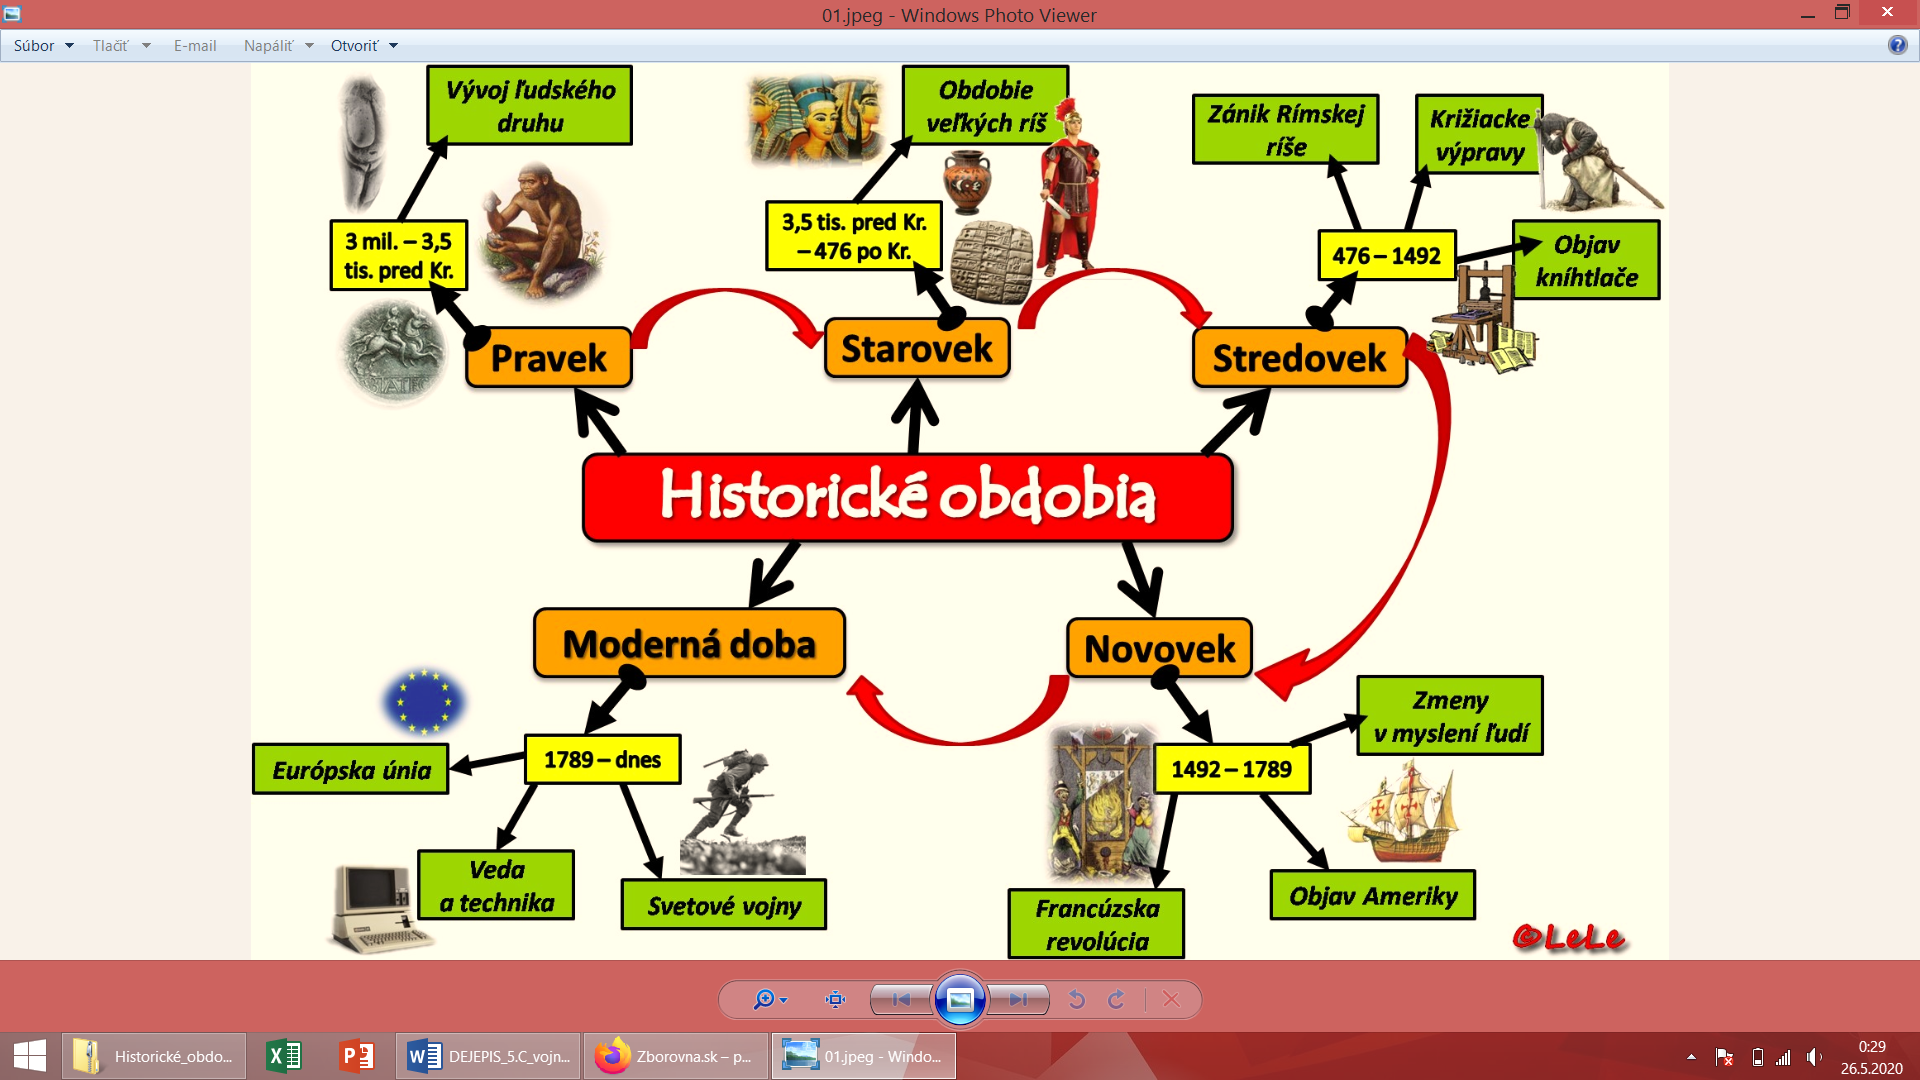 01.jpeg - Windows Photo Viewer
Súbor
Tlačiť
E-mail
Napáliť
Otvoriť
Vývoj ľudského
druhu
Obdobie
veľkých ríš
Zánik Rímskej
ríše
Križiacke
výpravy
3 mil. – 3,5
tis. pred Kr.
3,5 tis. pred Kr.
– 476 po Kr.
476 – 1492
Objav
kníhtlače
Pravek
Starovek
Stredovek
Historické obdobia
Moderná doba
Novovek
Zmeny
v myslení ľudí
Európska únia
1789 – dnes
1492 – 1789
Veda
a technika
Svetové vojny
Francúzska
revolúcia
Objav Ameriky
©LeLe
Historické_obdo...
DEJEPIS_5.C_vojn...
Zborovna.sk – p...
01.jpeg - Windo...
0:29
26.5.2020